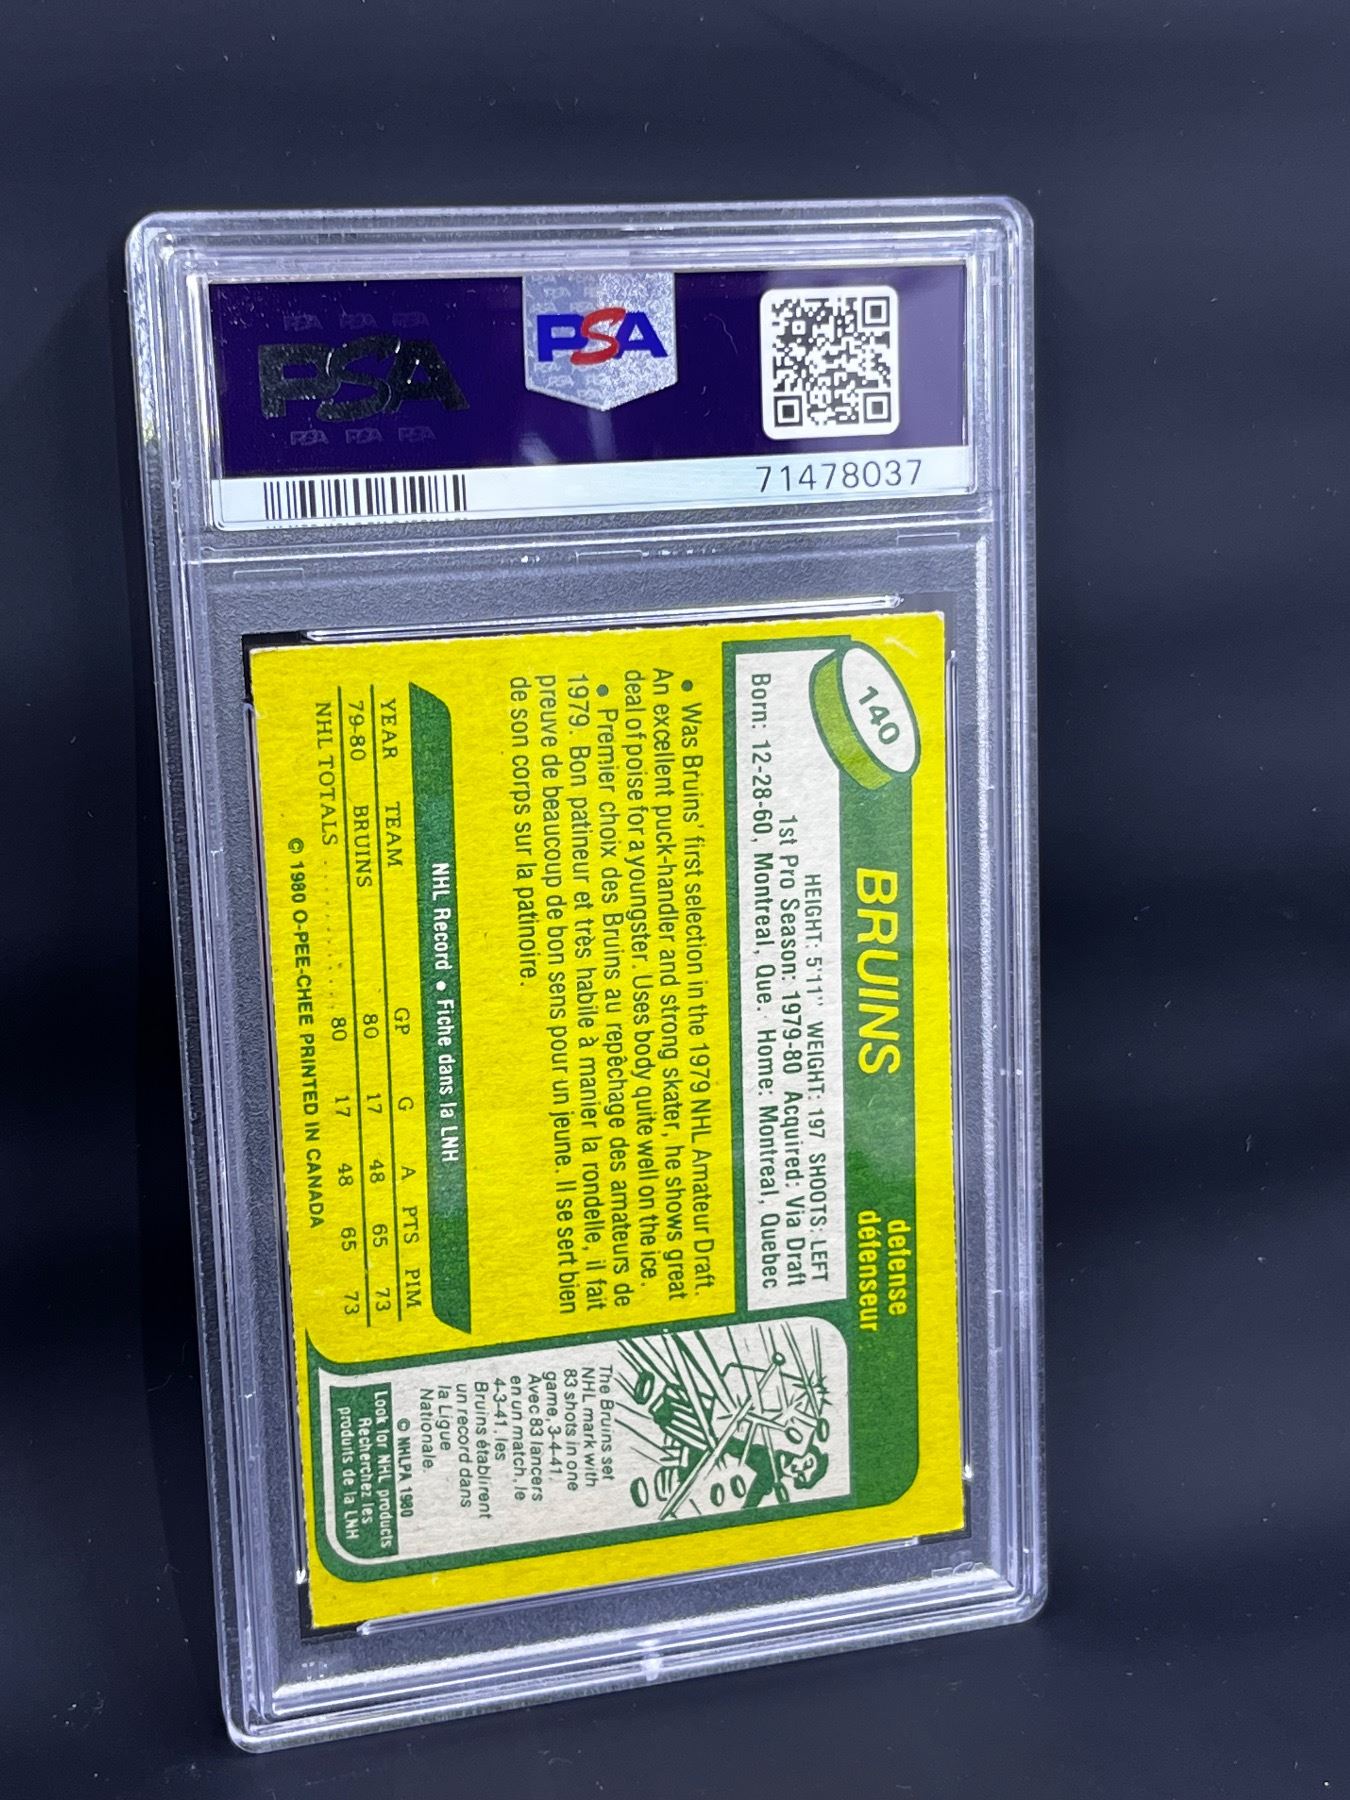 PSA
PSA
71478037
140
BRUINS
defense
défenseur
HEIGHT: 5'11" WEIGHT: 197 SHOOTS: LEFT
1st Pro Season: 1979-80 Acquired: Via Draft
Born: 12-28-60, Montreal, Que. Home: Montreal, Quebec
• Was Bruins' first selection in the 1979 NHL Amateur Draft.
An excellent puck-handler and strong skater, he shows great
deal of poise for a youngster. Uses body quite well on the ice.
• Premier choix des Bruins au repêchage des amateurs de
1979. Bon patineur et très habile à manier la rondelle, il fait
preuve de beaucoup de bon sens pour un jeune. Il se sert bien
de son corps sur la patinoire.
NHL Record • Fiche dans la LNH
YEAR TEAM GP G A PTS PIM
79-80 BRUINS 80 17 48 65 73
NHL TOTALS .......... 80 17 48 65 73
© 1980 O-PEE-CHEE PRINTED IN CANADA
The Bruins set
NHL mark with
83 shots in one
game, 3-4-41.
Avec 83 lancers
en un match, le
4-3-41, les
Bruins établirent
un record dans
la Ligue
Nationale.
© NHLPA 1980
Look for NHL products
Recherchez les
produits de la LNH